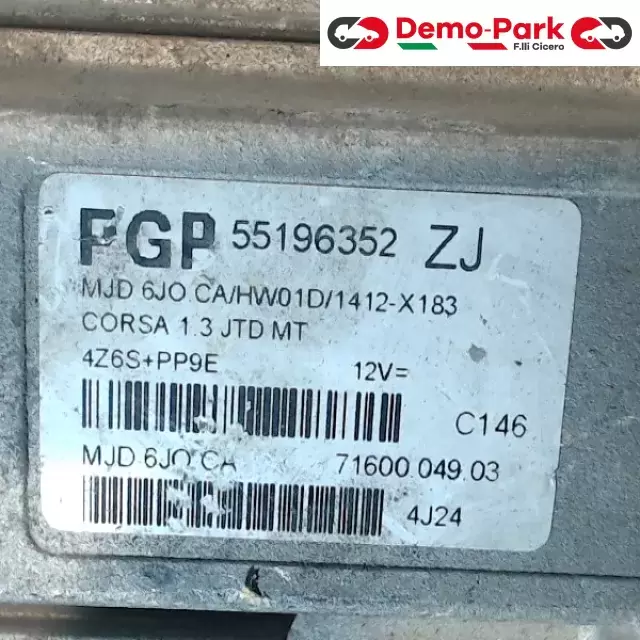 Demo-Park
F.lli Cicero
FGP 55196352 ZJ
MJD 6JO.CA/HW01D/1412-X183
CORSA 1.3 JTD MT
4Z6S+PP9E 12V=
C146
MJD 6JO.CA 71600.049.03
4J24